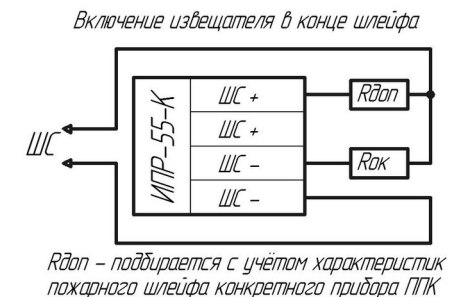 Включение извещателя в конце шлейфа
ШС
ИПР-55-К
ШС +
Rдоп
ШС +
ШС -
Rок
ШС -
Rдоп - подбирается с учётом характеристик
пожарного шлейфа конкретного прибора ППК